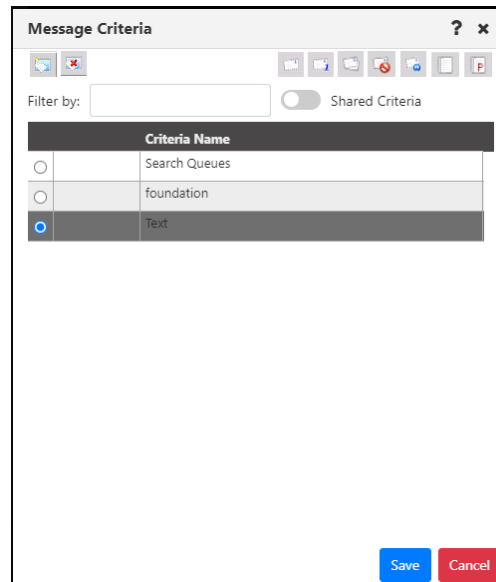 Message Criteria ? ×
Filter by: Shared Criteria
Criteria Name
Search Queues
foundation
Text
Save Cancel